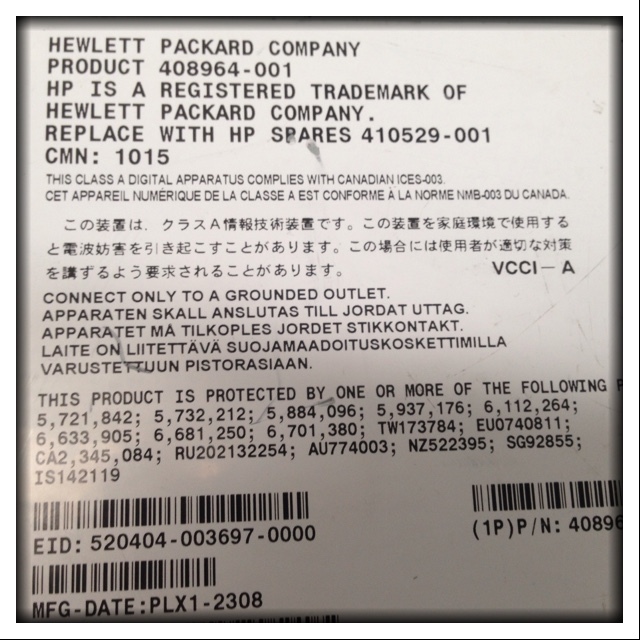 HEWLETT PACKARD COMPANY
PRODUCT 408964-001
HP IS A REGISTERED TRADEMARK OF
HEWLETT PACKARD COMPANY.
REPLACE WITH HP SPARES 410529-001
CMN: 1015
THIS CLASS A DIGITAL APPARATUS COMPLIES WITH CANADIAN ICES-003.
CET APPAREIL NUMÉRIQUE DE LA CLASSE A EST CONFORME À LA NORME NMB-003 DU CANADA.
この装置は、クラスA情報技術装置です。この装置を家庭環境で使用する
と電波妨害を引き起こすことがあります。この場合には使用者が適切な対策
を講ずるよう要求されることがあります。 VCCI-A
CONNECT ONLY TO A GROUNDED OUTLET.
APPARATEN SKALL ANSLUTAS TILL JORDAT UTTAG.
APPARATET MÅ TILKOPLES JORDET STIKKONTAKT.
LAITE ON LIITETTÄVÄ SUOJAMAADOITUSKOSKETTIMILLA
VARUSTETTUUN PISTORASIAAN.
THIS PRODUCT IS PROTECTED BY ONE OR MORE OF THE FOLLOWING P
5,721,842; 5,732,212; 5,884,096; 5,937,176; 6,112,264;
6,633,905; 6,681,250; 6,701,380; TW173784; EU0740811;
CA2,345,084; RU202132254; AU774003; NZ522395; SG92855;
IS142119
EID: 520404-003697-0000
(1P)P/N: 40896
MFG-DATE:PLX1-2308